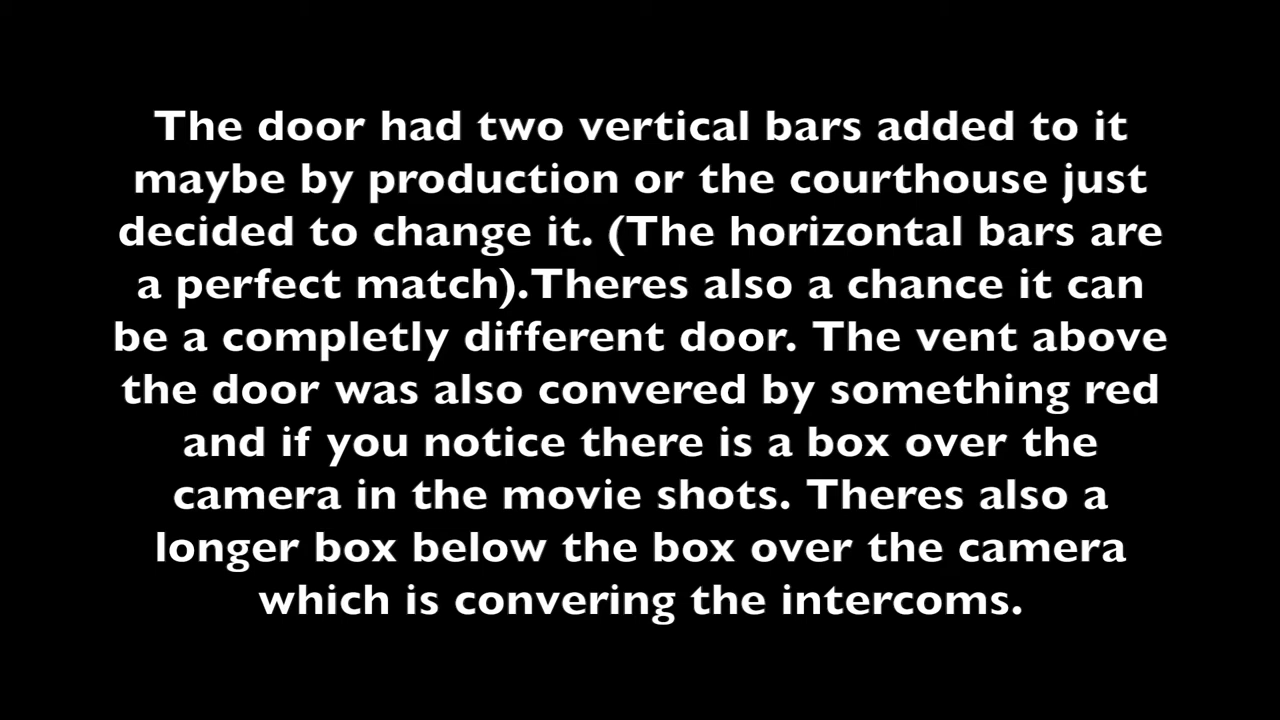 The door had two vertical bars added to it
maybe by production or the courthouse just
decided to change it. (The horizontal bars are
a perfect match).Theres also a chance it can
be a completly different door. The vent above
the door was also convered by something red
and if you notice there is a box over the
camera in the movie shots. Theres also a
longer box below the box over the camera
which is convering the intercoms.